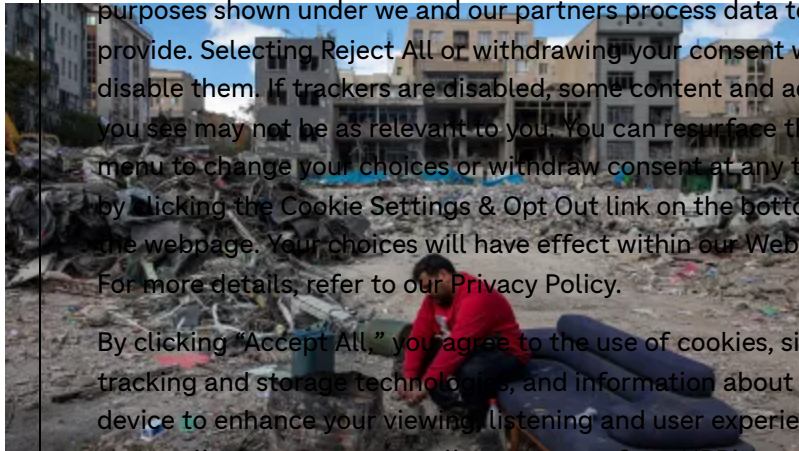 purposes shown under we and our partners process data to
provide. Selecting Reject All or withdrawing your consent w
disable them. If trackers are disabled, some content and ad
you see may not be as relevant to you. You can resurface th
menu to change your choices or withdraw consent at any t
by clicking the Cookie Settings & Opt Out link on the botto
the webpage. Your choices will have effect within our Web
For more details, refer to our Privacy Policy.
By clicking “Accept All,” you agree to the use of cookies, si
tracking and storage technologies, and information about
device to enhance your viewing, listening and user experie